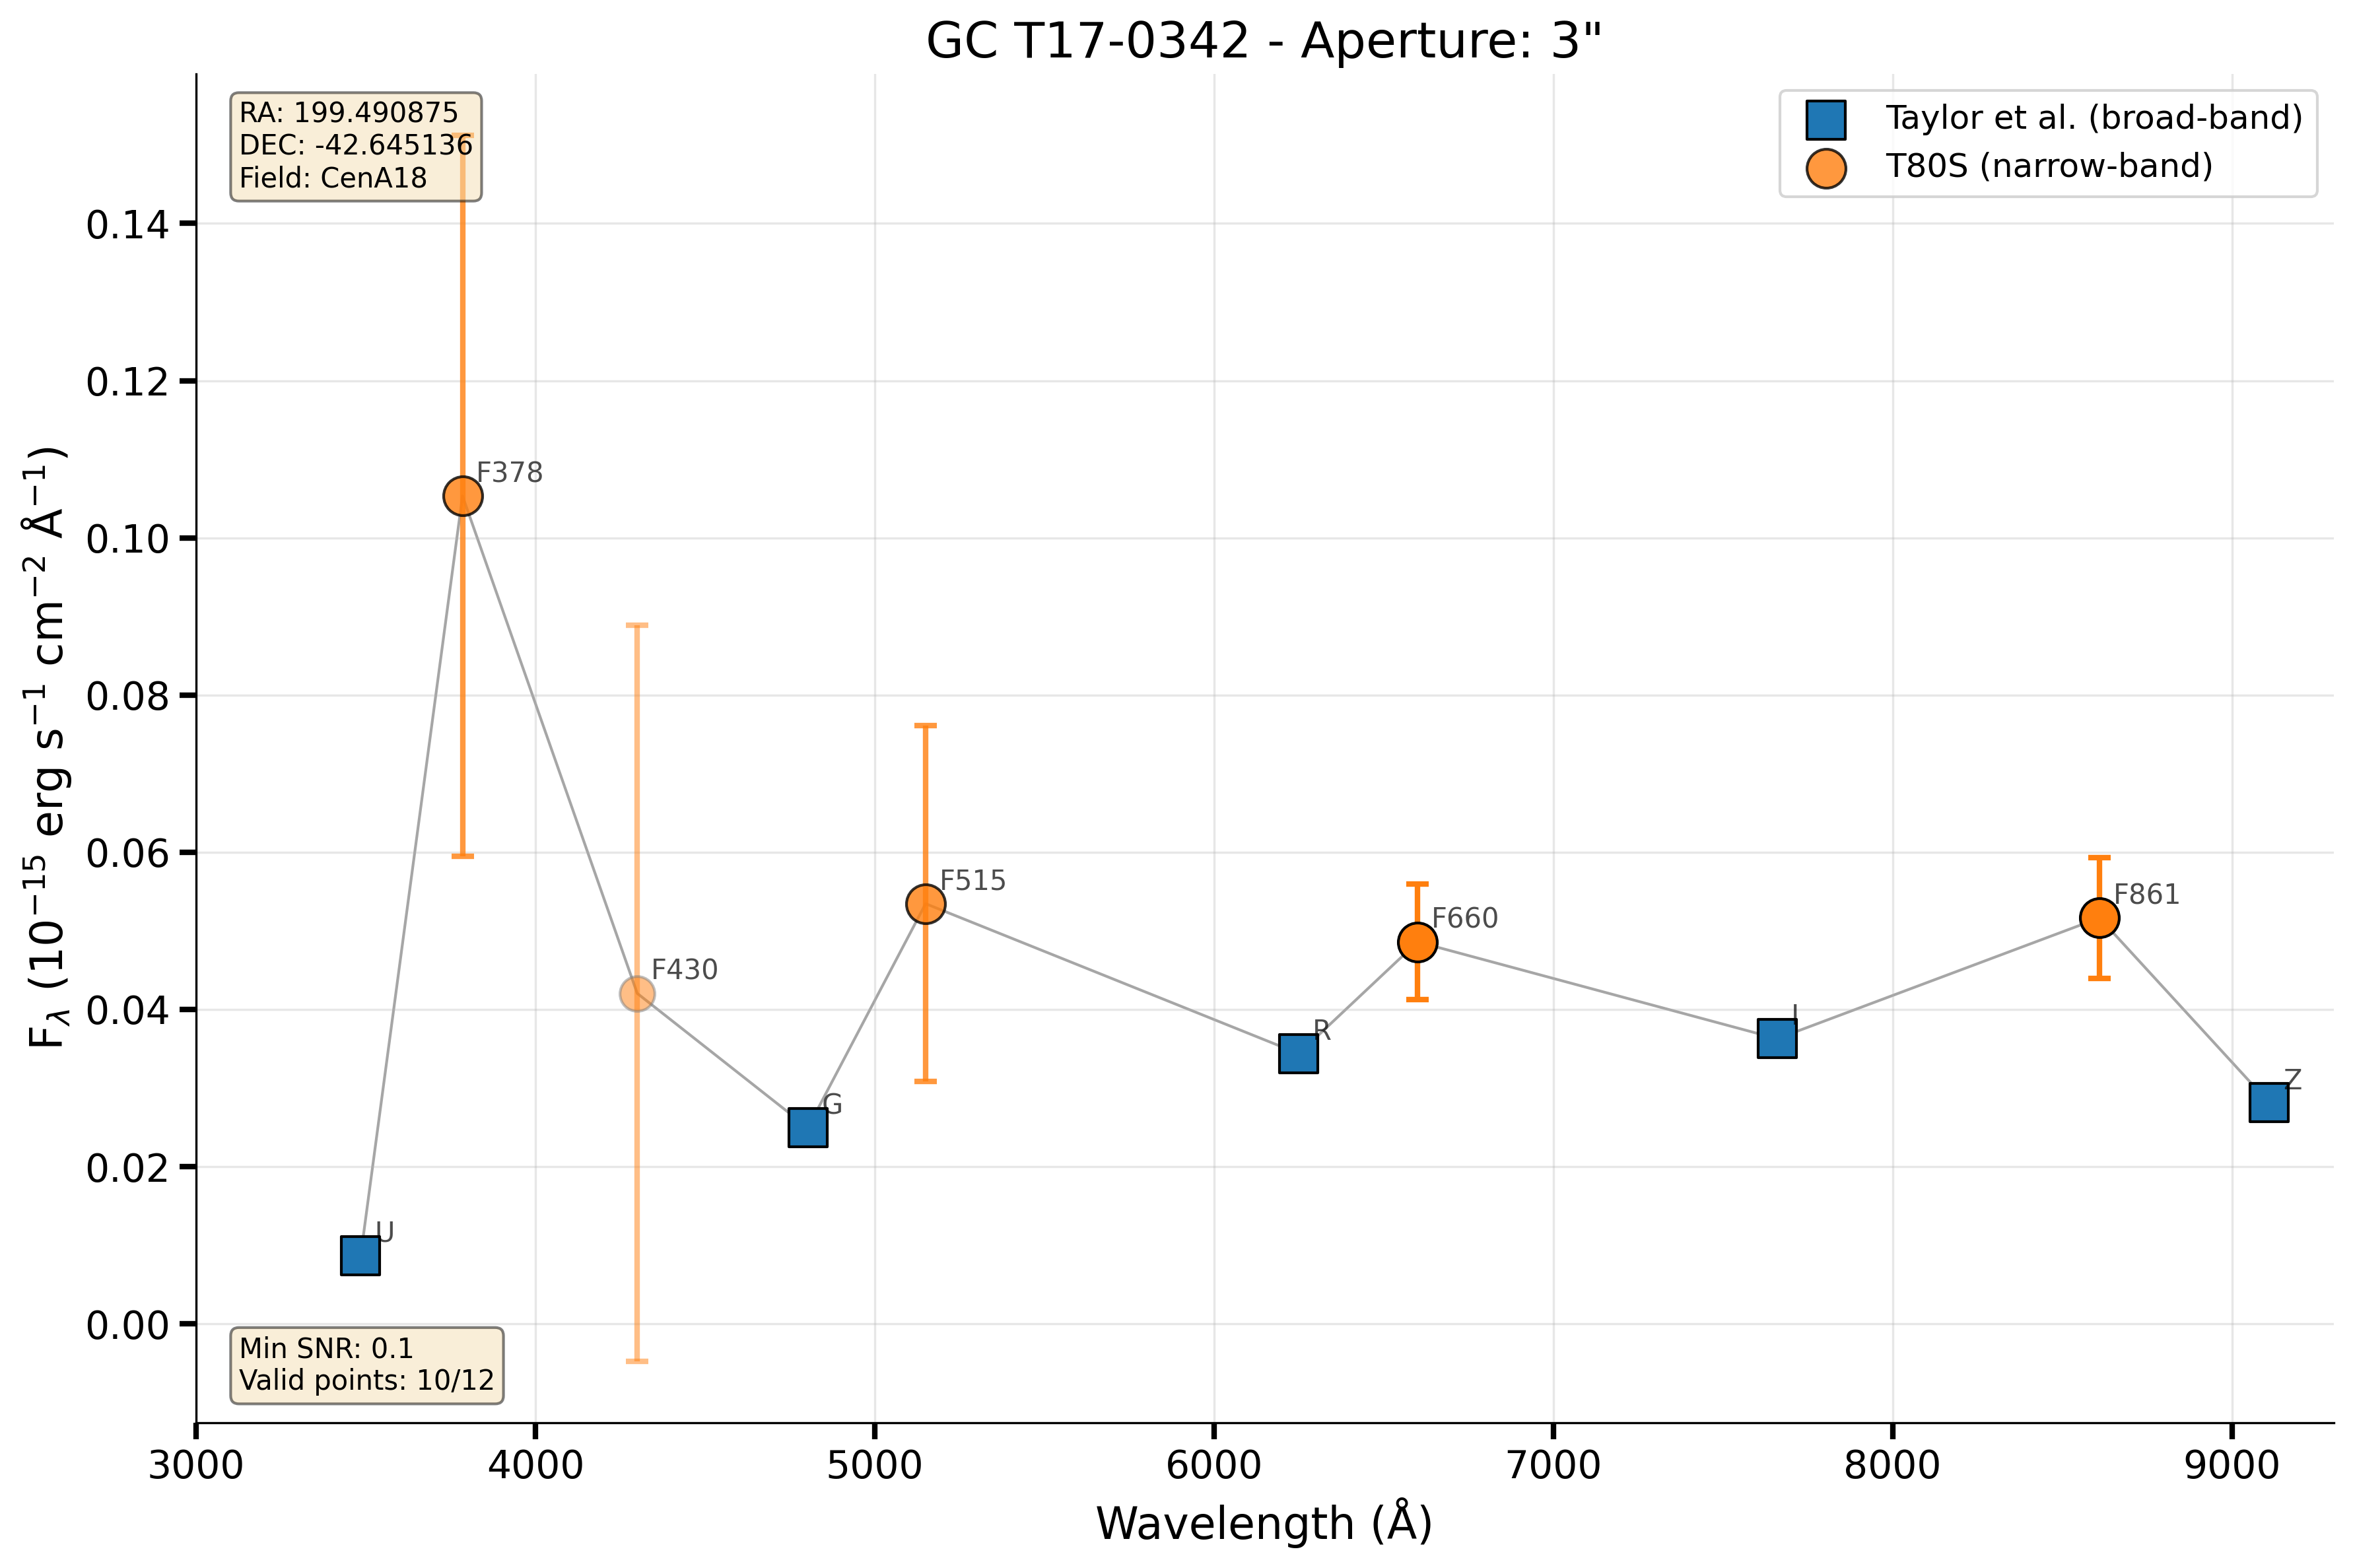 GC T17-0342 - Aperture: 3"
RA: 199.490875
DEC: -42.645136
Field: CenA18
Taylor et al. (broad-band)
T80S (narrow-band)
0.14
0.12
0.10
0.08
0.06
0.04
0.02
0.00
F378
F430
F515
F660
F861
U
G
R
I
Z
Min SNR: 0.1
Valid points: 10/12
3000 4000 5000 6000 7000 8000 9000
Wavelength (Å)
F_λ (10⁻¹⁵ erg s⁻¹ cm⁻² Å⁻¹)